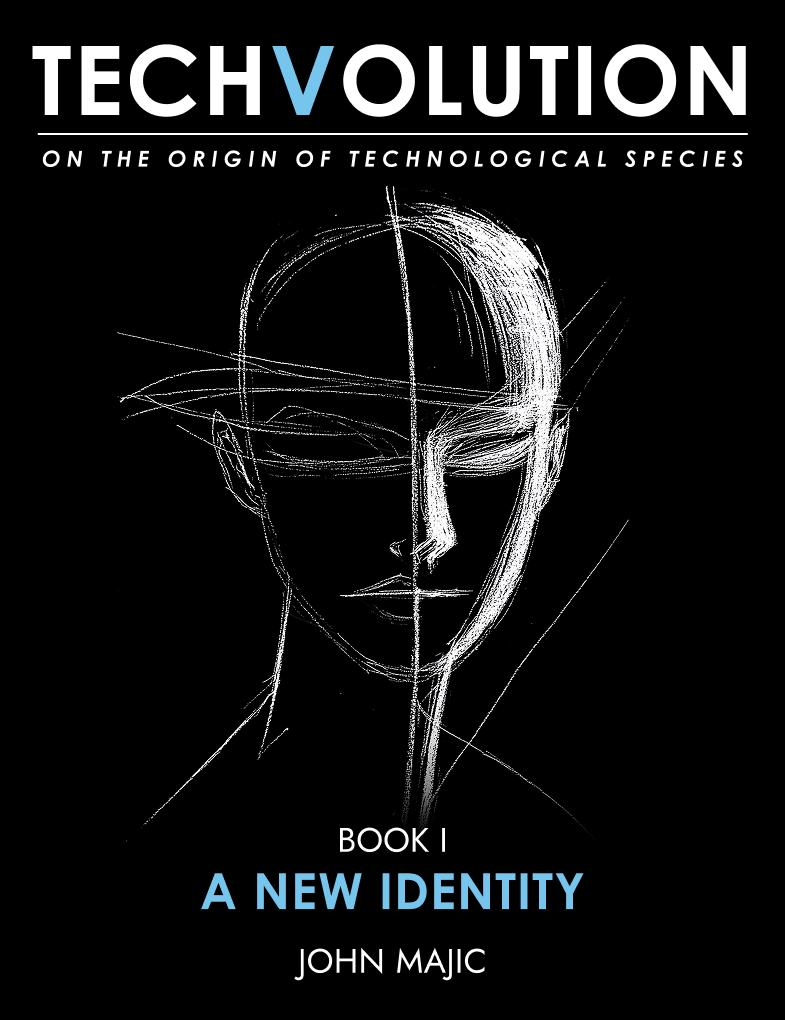 TECHVOLUTION
ON THE ORIGIN OF TECHNOLOGICAL SPECIES
BOOK I
A NEW IDENTITY
JOHN MAJIC